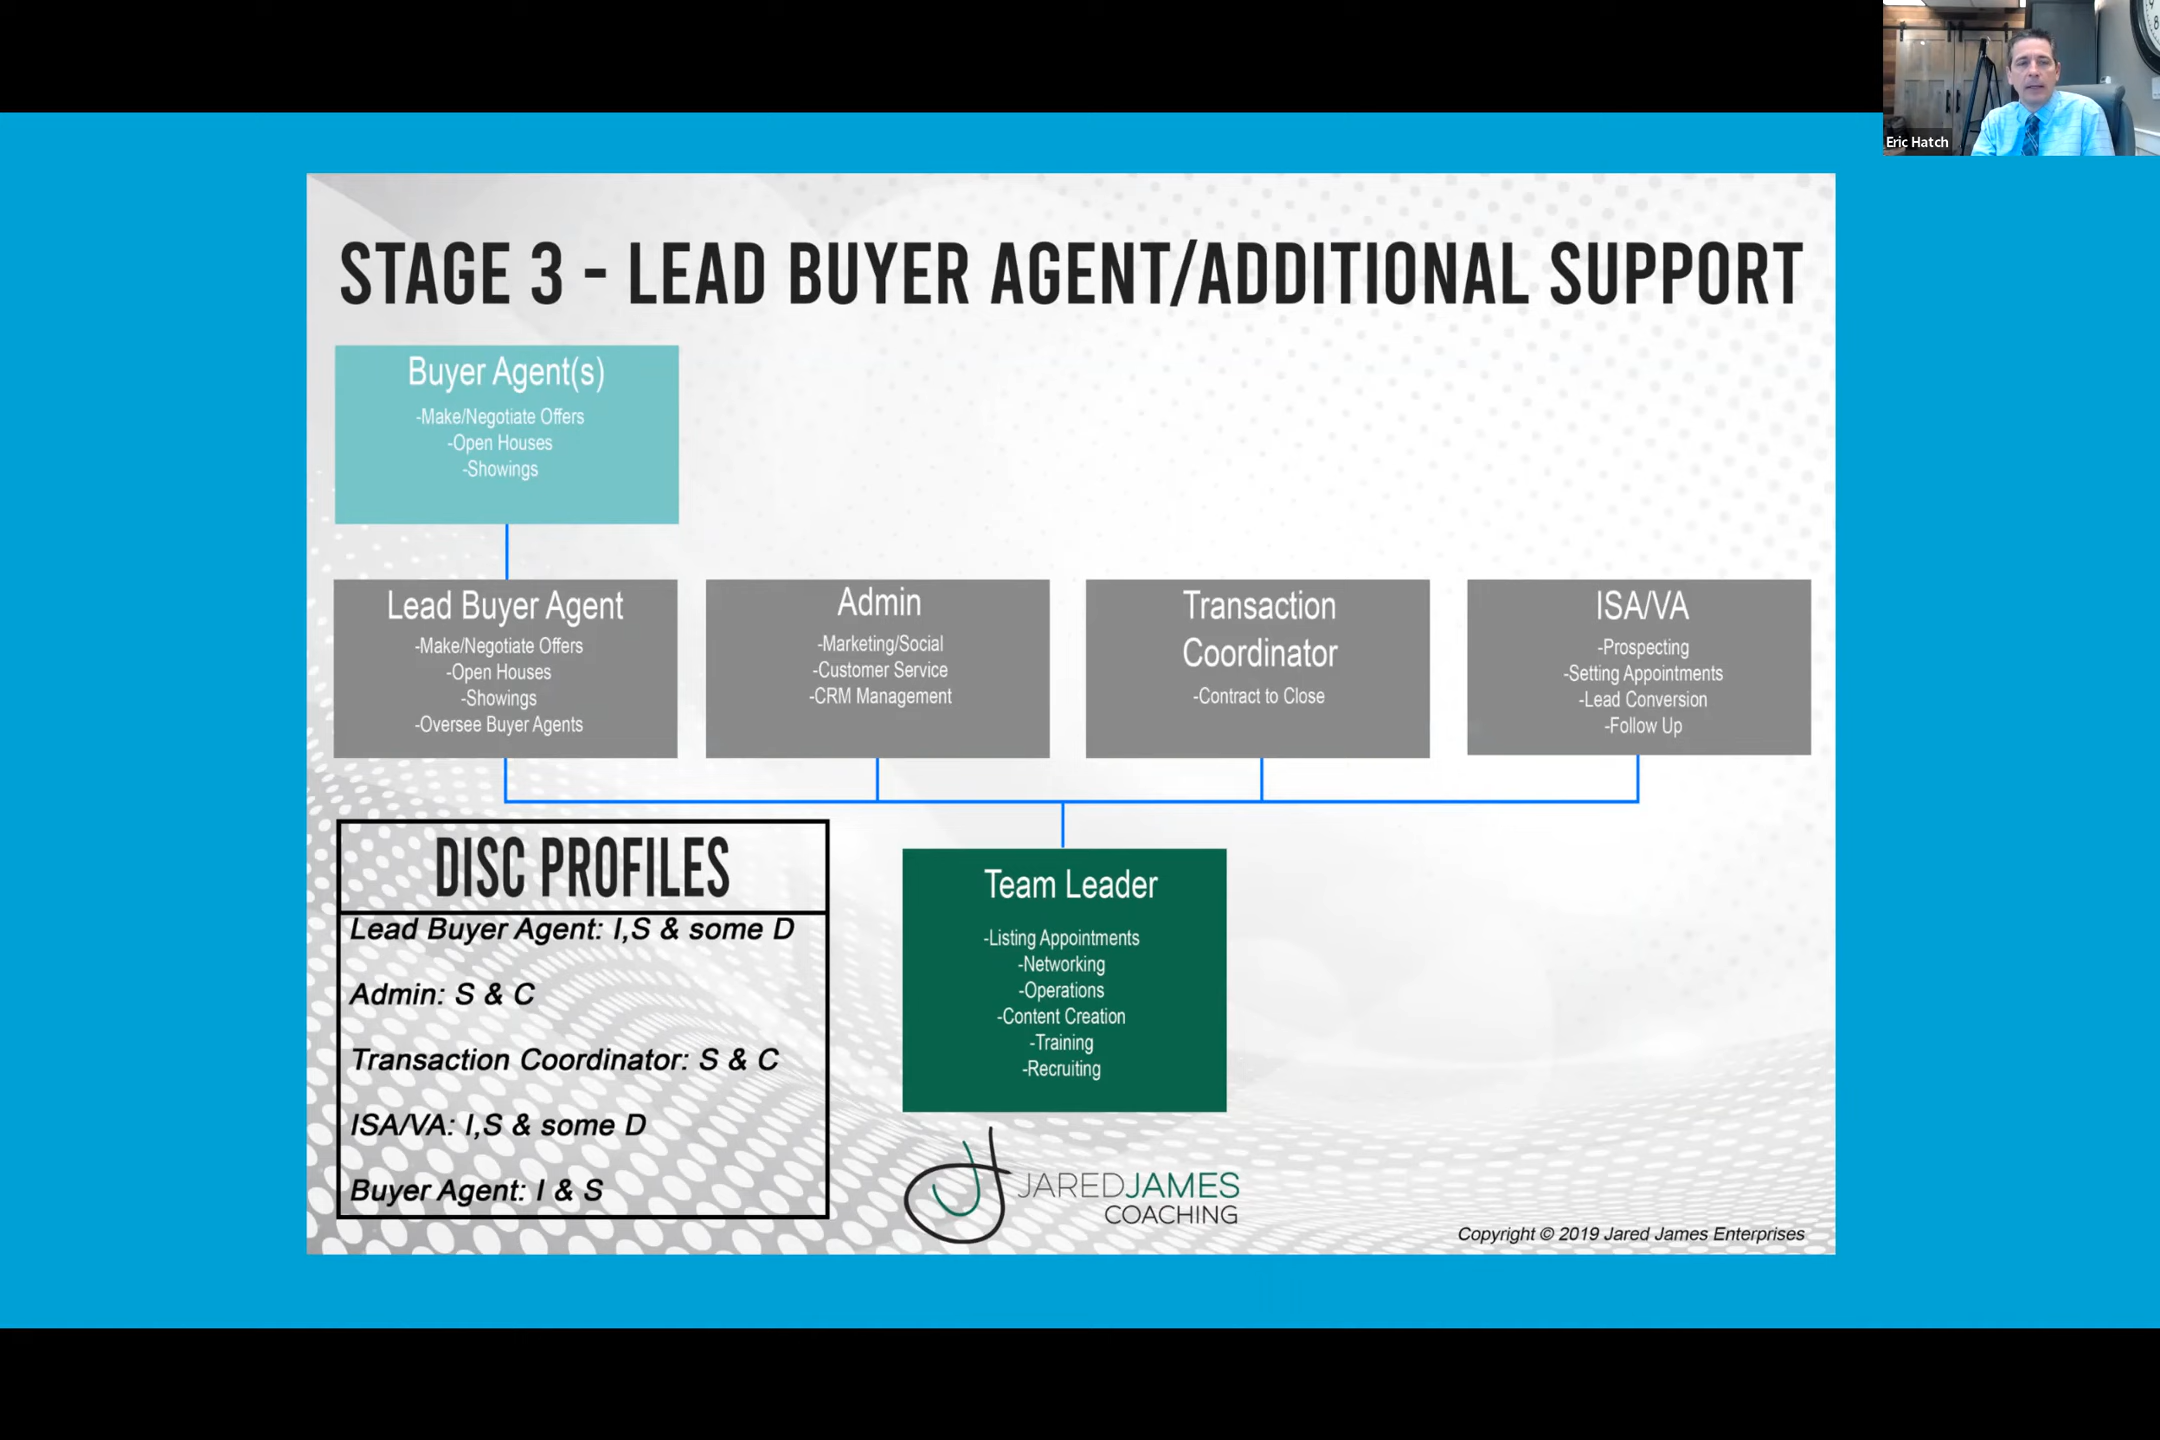 Eric Hatch
STAGE 3 - LEAD BUYER AGENT/ADDITIONAL SUPPORT
Buyer Agent(s)
-Make/Negotiate Offers
-Open Houses
-Showings
Lead Buyer Agent
-Make/Negotiate Offers
-Open Houses
-Showings
-Oversee Buyer Agents
Admin
-Marketing/Social
-Customer Service
-CRM Management
Transaction
Coordinator
-Contract to Close
ISA/VA
-Prospecting
-Setting Appointments
-Lead Conversion
-Follow Up
DISC PROFILES
Lead Buyer Agent: I,S & some D
Admin: S & C
Transaction Coordinator: S & C
ISA/VA: I,S & some D
Buyer Agent: I & S
Team Leader
-Listing Appointments
-Networking
-Operations
-Content Creation
-Training
-Recruiting
JAREDJAMES
COACHING
Copyright © 2019 Jared James Enterprises